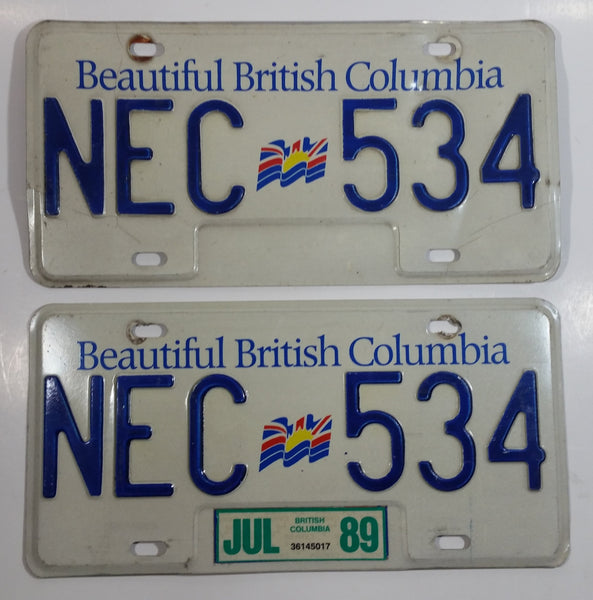 Beautiful British Columbia
NEC 534
Beautiful British Columbia
NEC 534
JUL BRITISH COLUMBIA 36145017 89